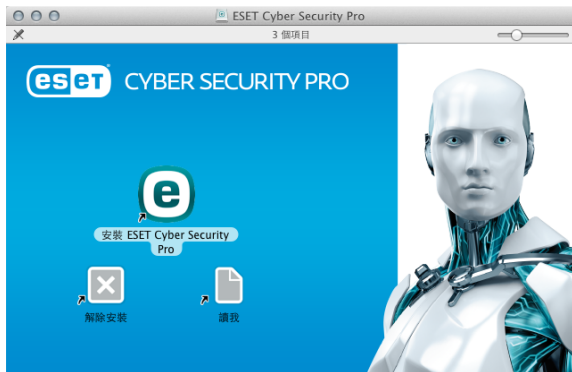 ESET Cyber Security Pro
3 個項目
eset CYBER SECURITY PRO
e
安裝 ESET Cyber Security
Pro
解除安裝 讀我